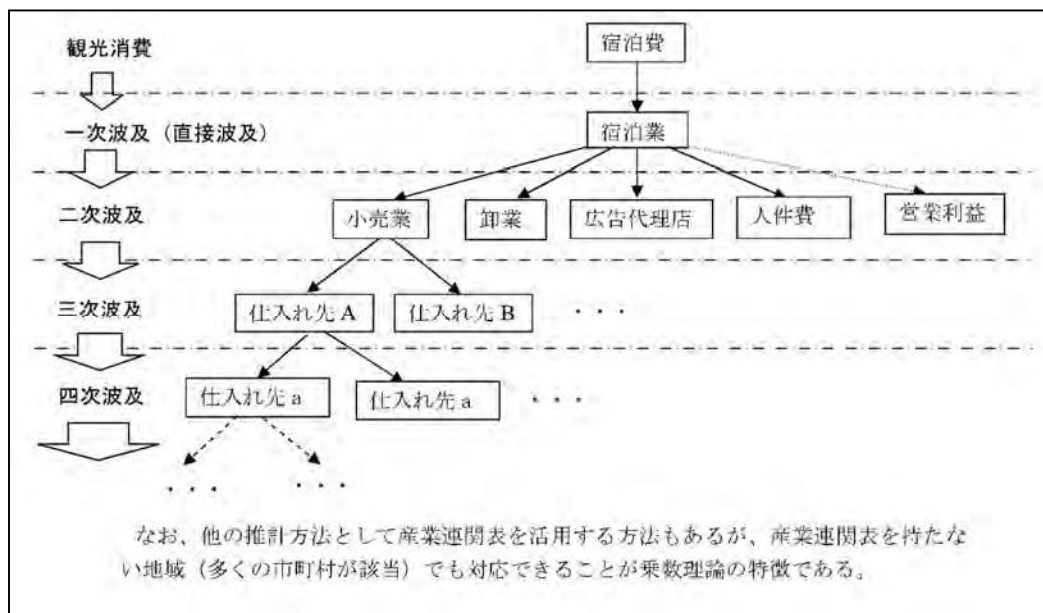 観光消費
宿泊費
一次波及（直接波及）
宿泊業
二次波及
小売業
卸業
広告代理店
人件費
営業利益
三次波及
仕入れ先 A
仕入れ先 B
・・・
四次波及
仕入れ先 a
仕入れ先 a
・・・
・・・
・・・
なお、他の推計方法として産業連関表を活用する方法もあるが、産業連関表を持たな
い地域（多くの市町村が該当）でも対応できることが乗数理論の特徴である。